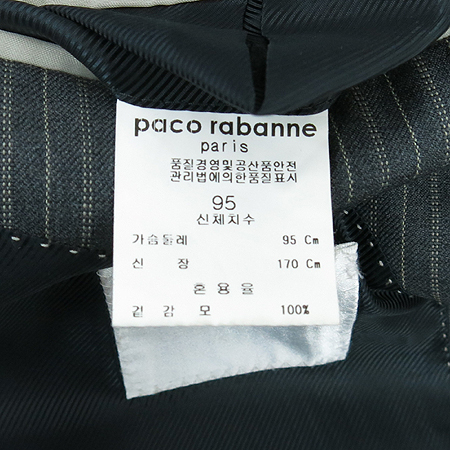 paco rabanne
paris
품질경영및공산품안전
관리법에의한품질표시
95
신체치수
가슴둘레 95 Cm
신 장 170 Cm
혼 용 율
겉 감 모 100%